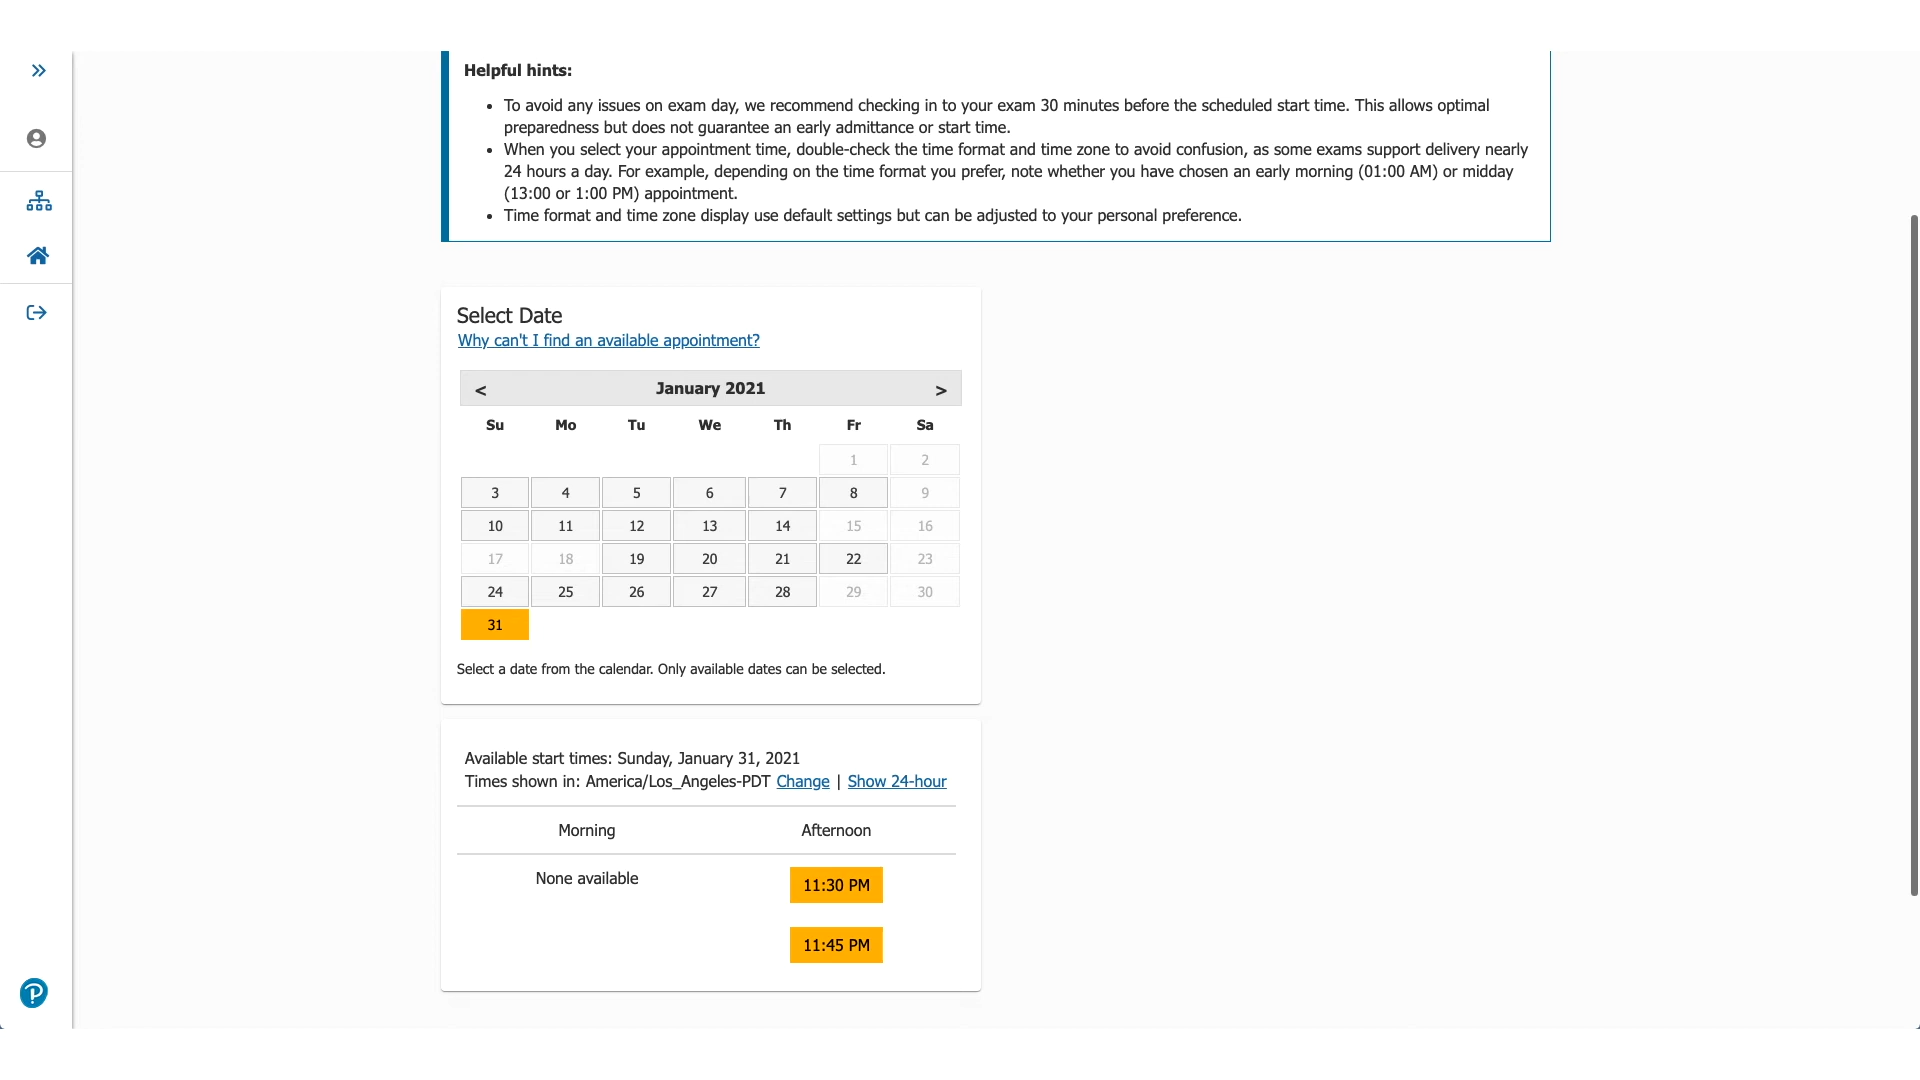 Helpful hints:
• To avoid any issues on exam day, we recommend checking in to your exam 30 minutes before the scheduled start time. This allows optimal
preparedness but does not guarantee an early admittance or start time.
• When you select your appointment time, double-check the time format and time zone to avoid confusion, as some exams support delivery nearly
24 hours a day. For example, depending on the time format you prefer, note whether you have chosen an early morning (01:00 AM) or midday
(13:00 or 1:00 PM) appointment.
• Time format and time zone display use default settings but can be adjusted to your personal preference.
Select Date
Why can't I find an available appointment?
< January 2021 >
Su Mo Tu We Th Fr Sa
1 2
3 4 5 6 7 8 9
10 11 12 13 14 15 16
17 18 19 20 21 22 23
24 25 26 27 28 29 30
31
Select a date from the calendar. Only available dates can be selected.
Available start times: Sunday, January 31, 2021
Times shown in: America/Los_Angeles-PDT Change | Show 24-hour
Morning Afternoon
None available 11:30 PM
11:45 PM